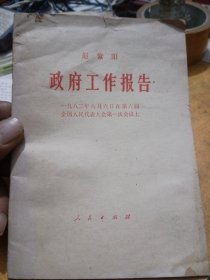 赵紫阳
政府工作报告
一九八三年六月六日在第六届
全国人民代表大会第一次会议上
人民出版社